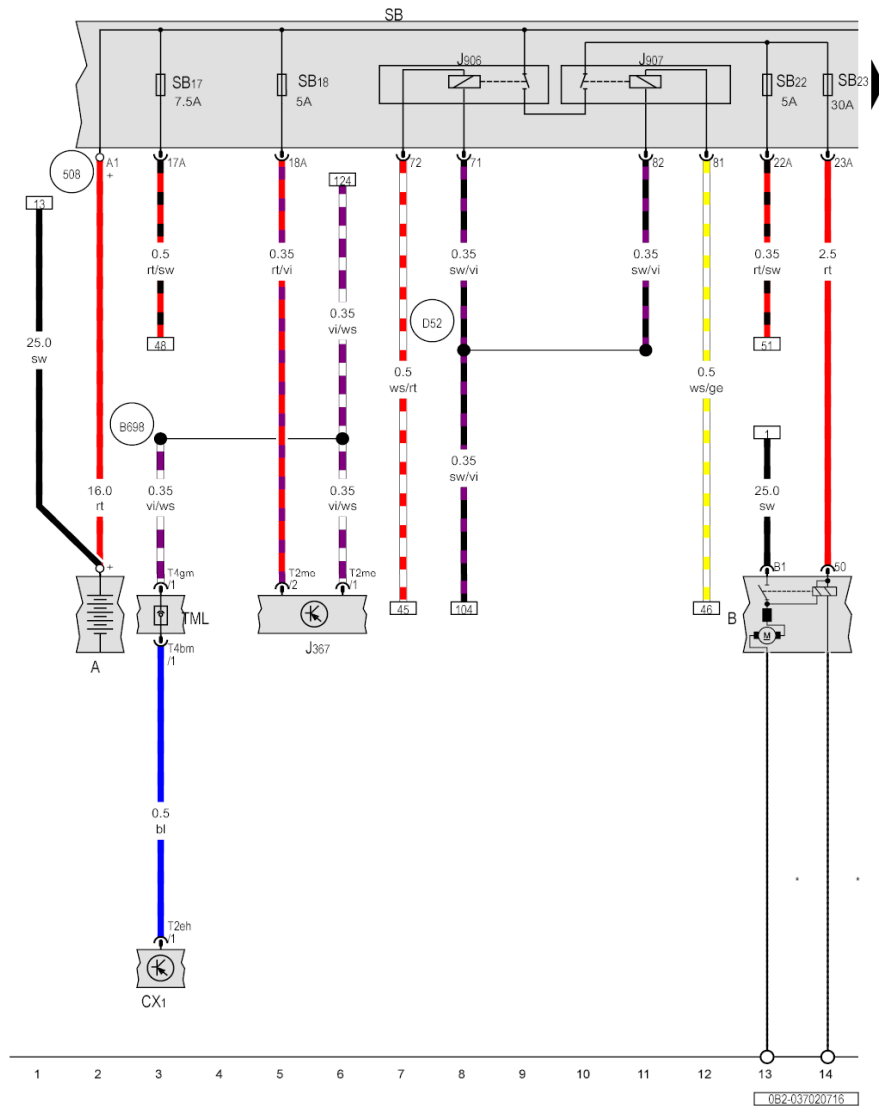 SB
J906
J907
SB17
7.5A
SB18
5A
SB22
5A
SB23
30A
508
A1
+
17A
18A
72
71
82
81
22A
23A
13
124
0.5
rt/sw
0.35
rt/vi
0.35
sw/vi
0.35
sw/vi
0.35
rt/sw
2.5
rt
0.35
vi/ws
D52
25.0
sw
48
51
0.5
ws/rt
0.5
ws/ge
B698
1
0.35
sw/vi
16.0
rt
0.35
vi/ws
0.35
vi/ws
25.0
sw
+
T4gm
/1
T2mo
/2
T2mo
/1
B1
50
TML
45
104
46
B
M
A
T4bm
/1
J367
0.5
bl
*
*
T2eh
/1
CX1
1 2 3 4 5 6 7 8 9 10 11 12 13 14
0B2-037020716